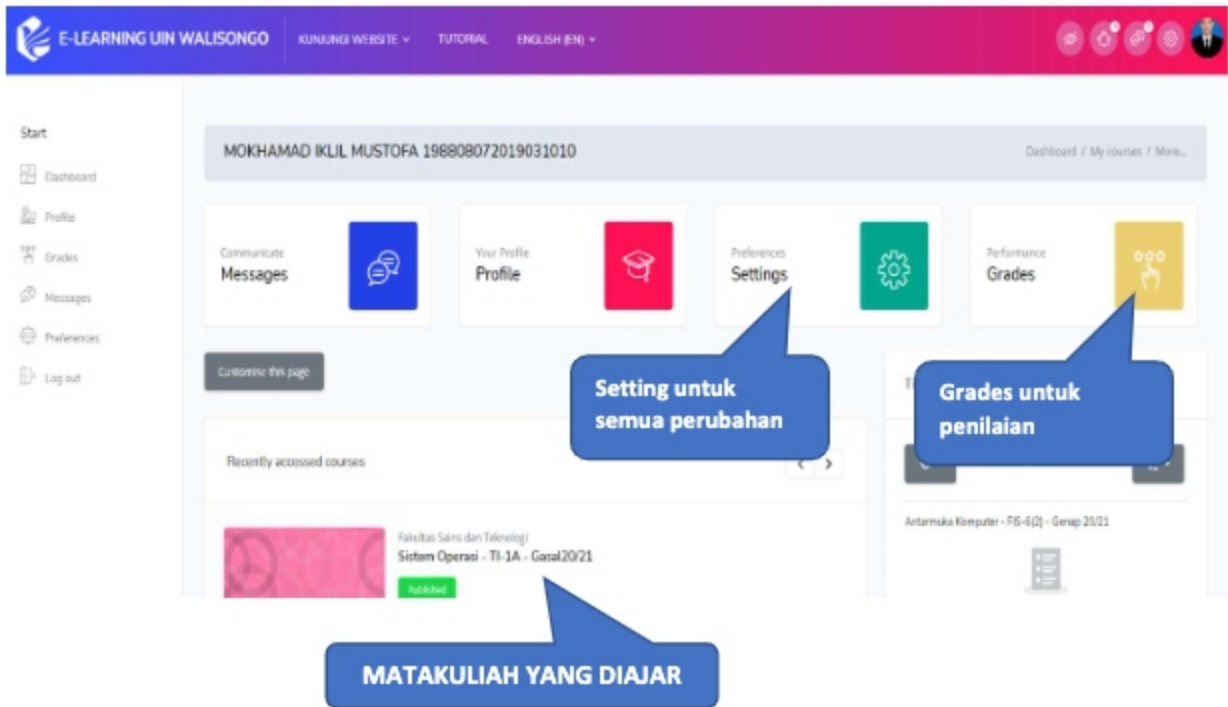 E-LEARNING UIN WALISONGO
KUNJUNGI WEBSITE
TUTORIAL
ENGLISH (EN)
Start
Dashboard
Profile
Grades
Messages
Preferences
Log out
MOKHAMAD IKLIL MUSTOFA 198808072019031010
Dashboard / My courses / More...
Communicate
Messages
Your Profile
Profile
Preferences
Settings
Performance
Grades
Customise this page
Setting untuk
semua perubahan
Grades untuk
penilaian
Recently accessed courses
Fakultas Sains dan Teknologi
Sistem Operasi - TI-1A - Gasal20/21
Published
Antarmuka Komputer - FIS-6(2) - Genap 20/21
MATAKULIAH YANG DIAJAR